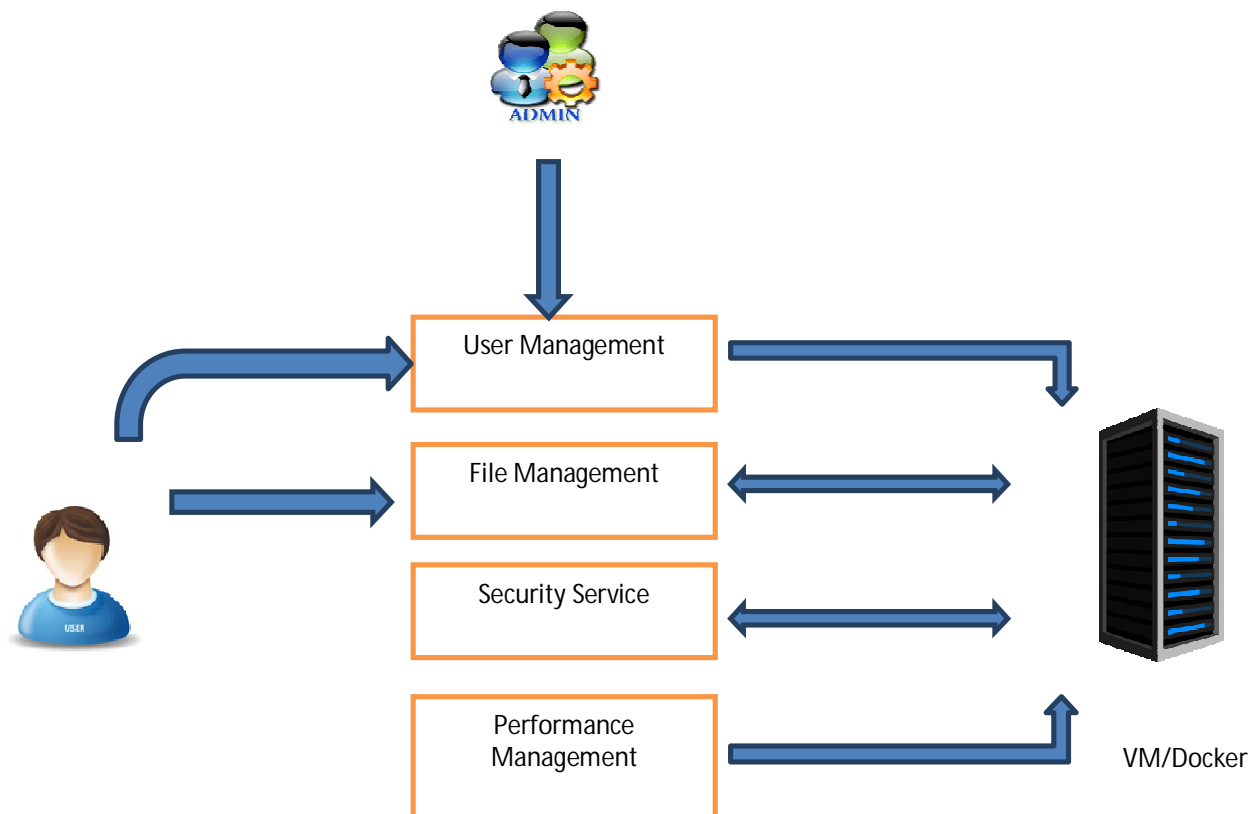 ADMIN
User Management
File Management
USER
Security Service
Performance
Management
VM/Docker